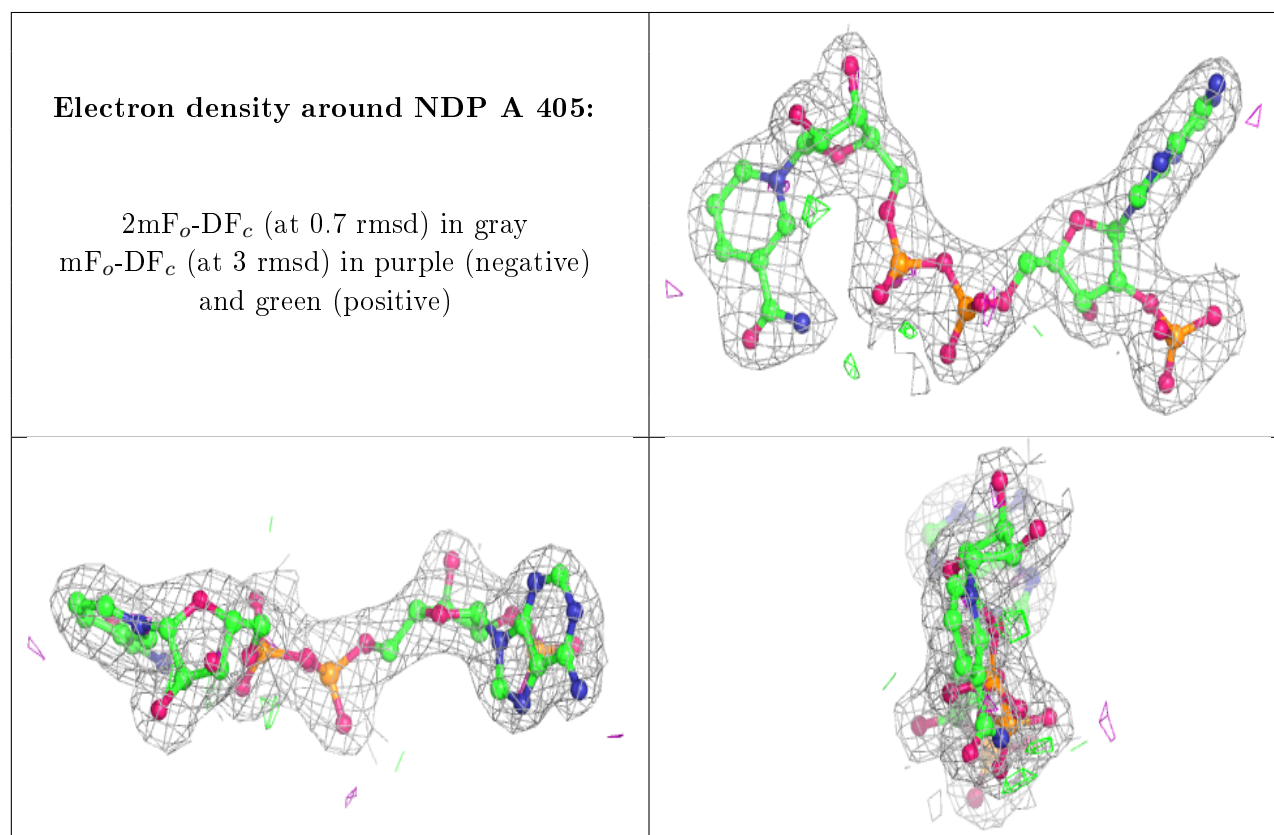 Electron density around NDP A 405:
2mFₒ-DF𝒸 (at 0.7 rmsd) in gray
mFₒ-DF𝒸 (at 3 rmsd) in purple (negative)
and green (positive)